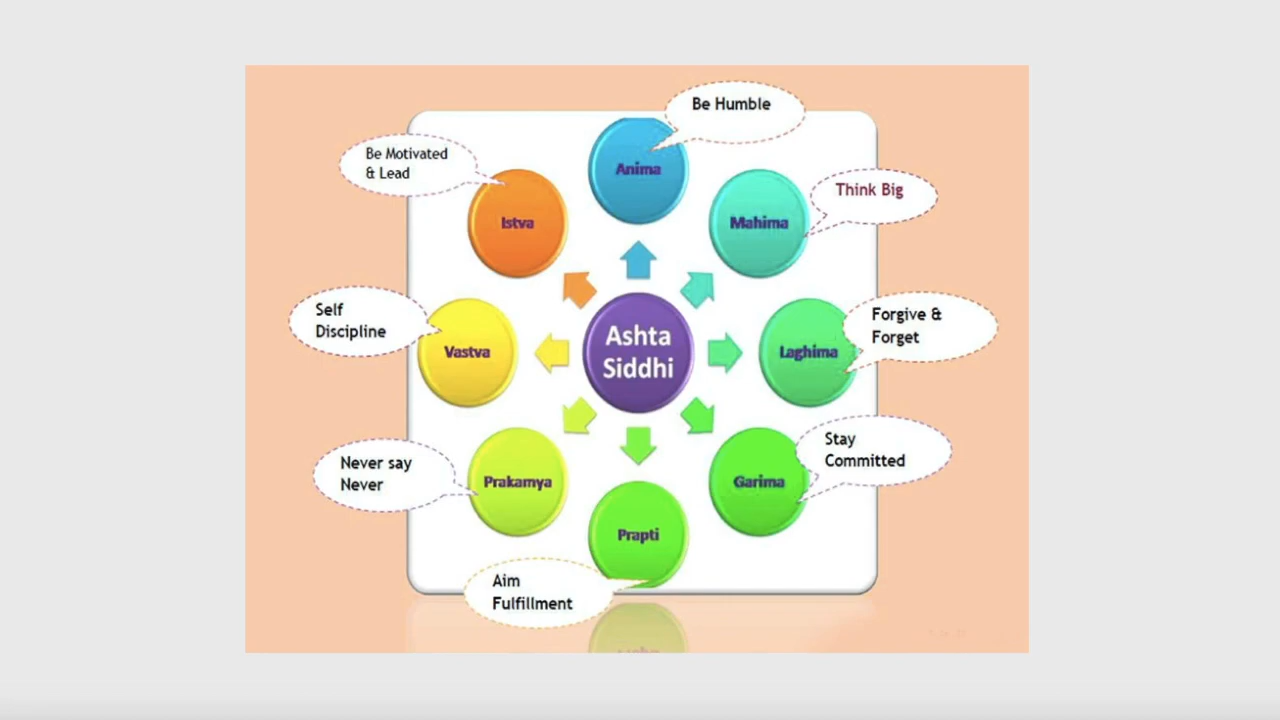 Be Humble
Anima
Think Big
Mahima
Forgive &
Forget
Laghima
Stay
Committed
Garima
Prapti
Aim
Fulfillment
Prakamya
Never say
Never
Vastva
Self
Discipline
Istva
Be Motivated
& Lead
Ashta
Siddhi